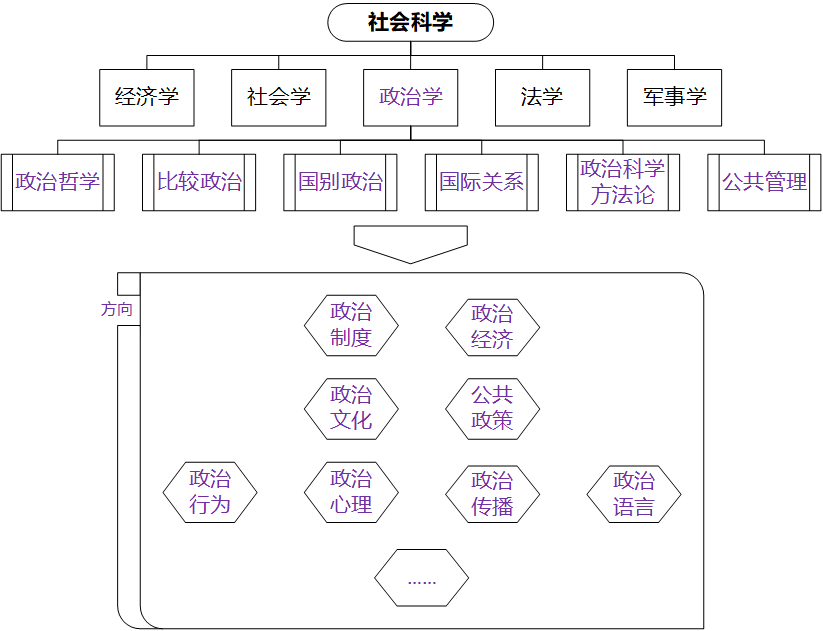 社会科学
经济学
社会学
政治学
法学
军事学
政治哲学
比较政治
国别政治
国际关系
政治科学
方法论
公共管理
方向
政治
制度
政治
经济
政治
文化
公共
政策
政治
行为
政治
心理
政治
传播
政治
语言
……